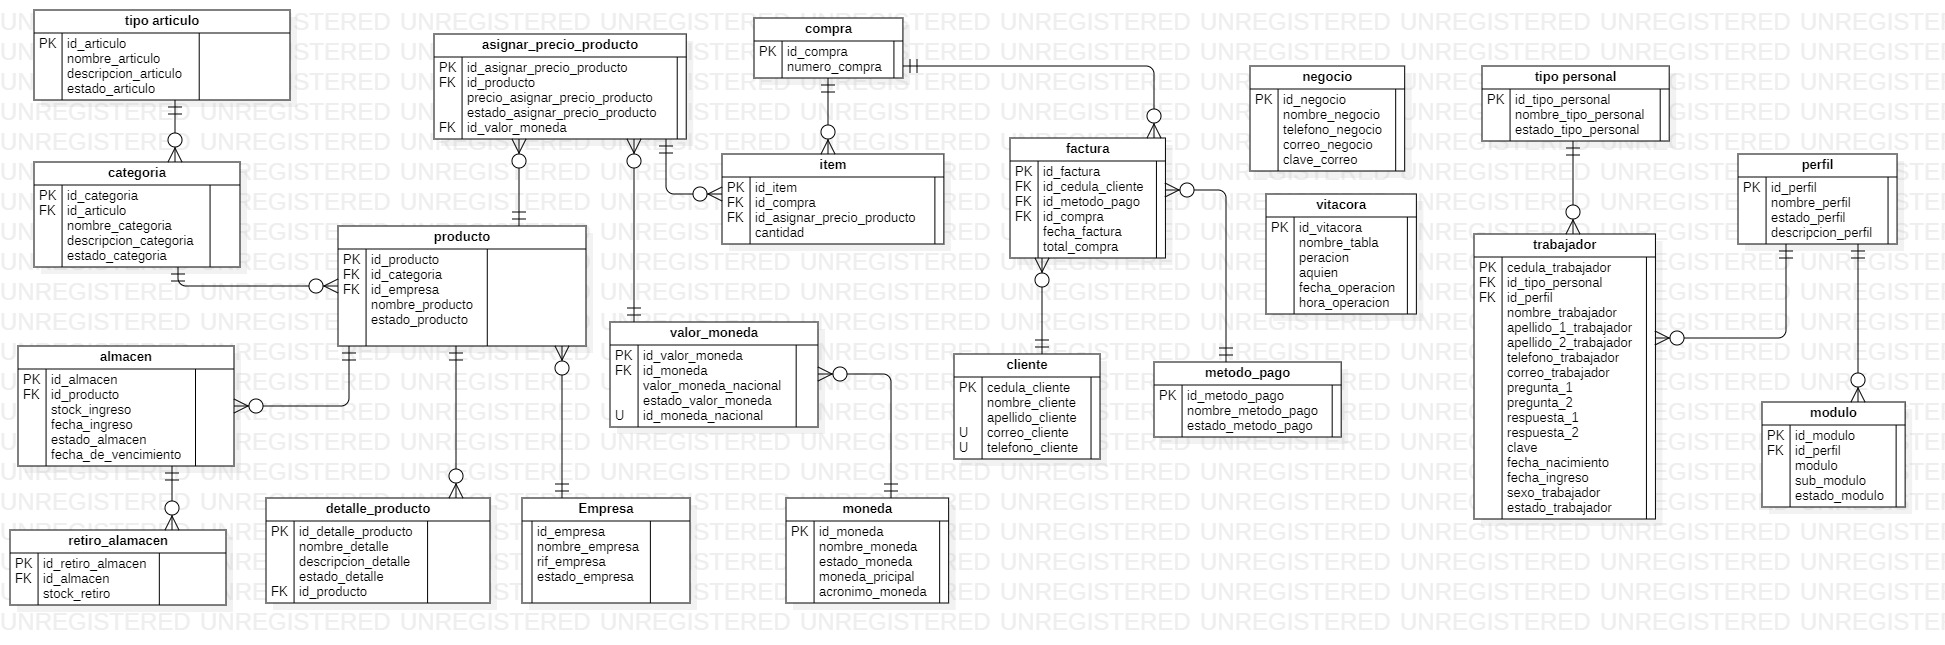 tipo articulo
PK id_articulo
nombre_articulo
descripcion_articulo
estado_articulo
categoria
PK id_categoria
FK id_articulo
nombre_categoria
descripcion_categoria
estado_categoria
almacen
PK id_almacen
FK id_producto
stock_ingreso
fecha_ingreso
estado_almacen
fecha_de_vencimiento
retiro_alamacen
PK id_retiro_almacen
FK id_almacen
stock_retiro
asignar_precio_producto
PK id_asignar_precio_producto
FK id_producto
precio_asignar_precio_producto
estado_asignar_precio_producto
FK id_valor_moneda
producto
PK id_producto
FK id_categoria
FK id_empresa
nombre_producto
estado_producto
detalle_producto
PK id_detalle_producto
nombre_detalle
descripcion_detalle
estado_detalle
FK id_producto
Empresa
id_empresa
nombre_empresa
rif_empresa
estado_empresa
compra
PK id_compra
numero_compra
item
PK id_item
FK id_compra
FK id_asignar_precio_producto
cantidad
valor_moneda
PK id_valor_moneda
FK id_moneda
valor_moneda_nacional
estado_valor_moneda
U id_moneda_nacional
moneda
PK id_moneda
nombre_moneda
estado_moneda
moneda_pricipal
acronimo_moneda
factura
PK id_factura
FK id_cedula_cliente
FK id_metodo_pago
FK id_compra
fecha_factura
total_compra
cliente
PK cedula_cliente
nombre_cliente
apellido_cliente
U correo_cliente
U telefono_cliente
metodo_pago
PK id_metodo_pago
nombre_metodo_pago
estado_metodo_pago
negocio
PK id_negocio
nombre_negocio
telefono_negocio
correo_negocio
clave_correo
vitacora
PK id_vitacora
nombre_tabla
peracion
aquien
fecha_operacion
hora_operacion
tipo personal
PK id_tipo_personal
nombre_tipo_personal
estado_tipo_personal
trabajador
PK cedula_trabajador
FK id_tipo_personal
FK id_perfil
nombre_trabajador
apellido_1_trabajador
apellido_2_trabajador
telefono_trabajador
correo_trabajador
pregunta_1
pregunta_2
respuesta_1
respuesta_2
clave
fecha_nacimiento
fecha_ingreso
sexo_trabajador
estado_trabajador
perfil
PK id_perfil
nombre_perfil
estado_perfil
descripcion_perfil
modulo
PK id_modulo
FK id_perfil
modulo
sub_modulo
estado_modulo
UNREGISTERED